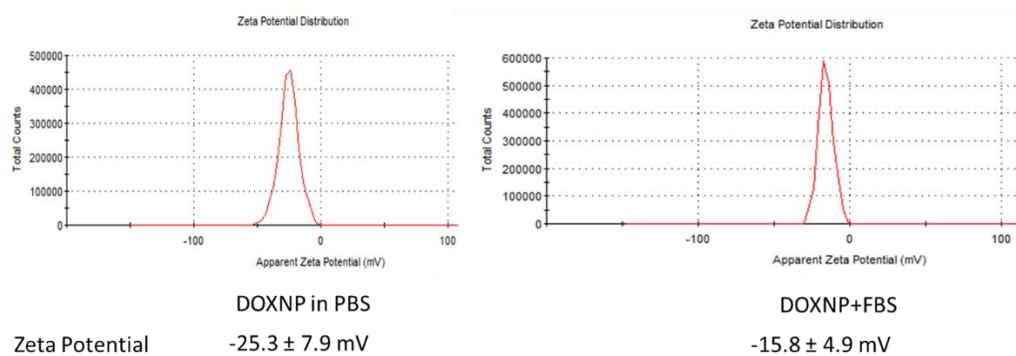 Zeta Potential Distribution
Total Counts
500000
400000
300000
200000
100000
0
-100
0
100
Apparent Zeta Potential (mV)
Zeta Potential Distribution
Total Counts
600000
500000
400000
300000
200000
100000
0
-100
0
100
Apparent Zeta Potential (mV)
DOXNP in PBS
DOXNP+FBS
Zeta Potential
-25.3 ± 7.9 mV
-15.8 ± 4.9 mV